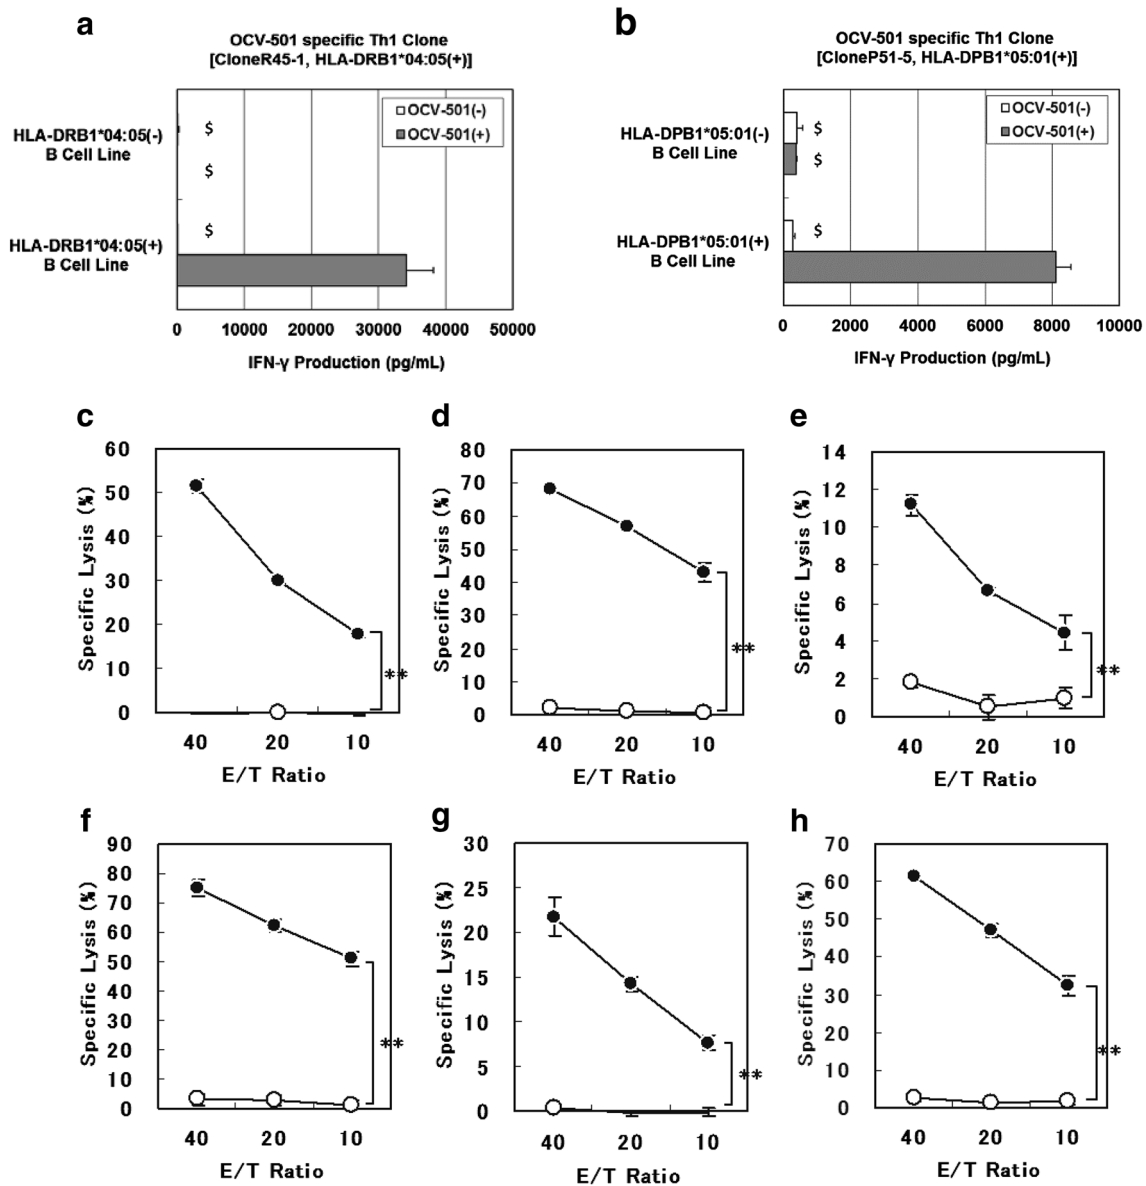 a
OCV-501 specific Th1 Clone
[CloneR45-1, HLA-DRB1*04:05(+)]
OCV-501(-)
OCV-501(+)
HLA-DRB1*04:05(-)
B Cell Line
$
$
HLA-DRB1*04:05(+)
B Cell Line
$
0 10000 20000 30000 40000 50000
IFN-γ Production (pg/mL)
b
OCV-501 specific Th1 Clone
[CloneP51-5, HLA-DPB1*05:01(+)]
OCV-501(-)
OCV-501(+)
HLA-DPB1*05:01(-)
B Cell Line
$
$
HLA-DPB1*05:01(+)
B Cell Line
$
0 2000 4000 6000 8000 10000
IFN-γ Production (pg/mL)
c
Specific Lysis (%)
60
50
40
30
20
10
0
**
40 20 10
E/T Ratio
d
Specific Lysis (%)
80
70
60
50
40
30
20
10
0
**
40 20 10
E/T Ratio
e
Specific Lysis (%)
14
12
10
8
6
4
2
0
**
40 20 10
E/T Ratio
f
Specific Lysis (%)
90
80
70
60
50
40
30
20
10
0
**
40 20 10
E/T Ratio
g
Specific Lysis (%)
30
25
20
15
10
5
0
**
40 20 10
E/T Ratio
h
Specific Lysis (%)
70
60
50
40
30
20
10
0
**
40 20 10
E/T Ratio